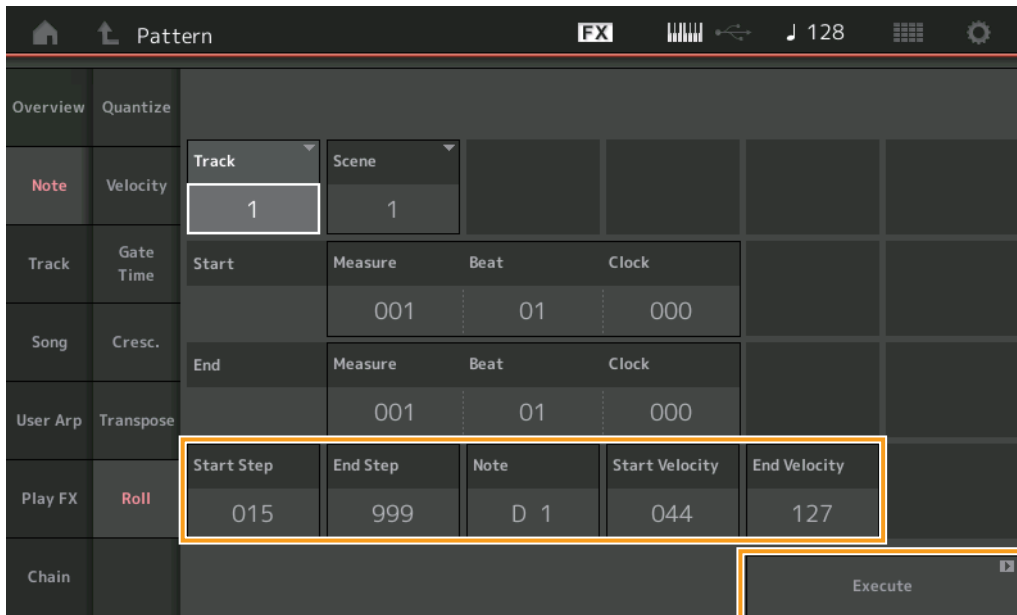 Pattern FX ♩ 128
Overview Quantize
Track Scene
Note Velocity
1 1
Track Gate Time Start Measure Beat Clock
001 01 000
Song Cresc. End Measure Beat Clock
User Arp Transpose 001 01 000
Start Step End Step Note Start Velocity End Velocity
Play FX Roll 015 999 D 1 044 127
Chain Execute